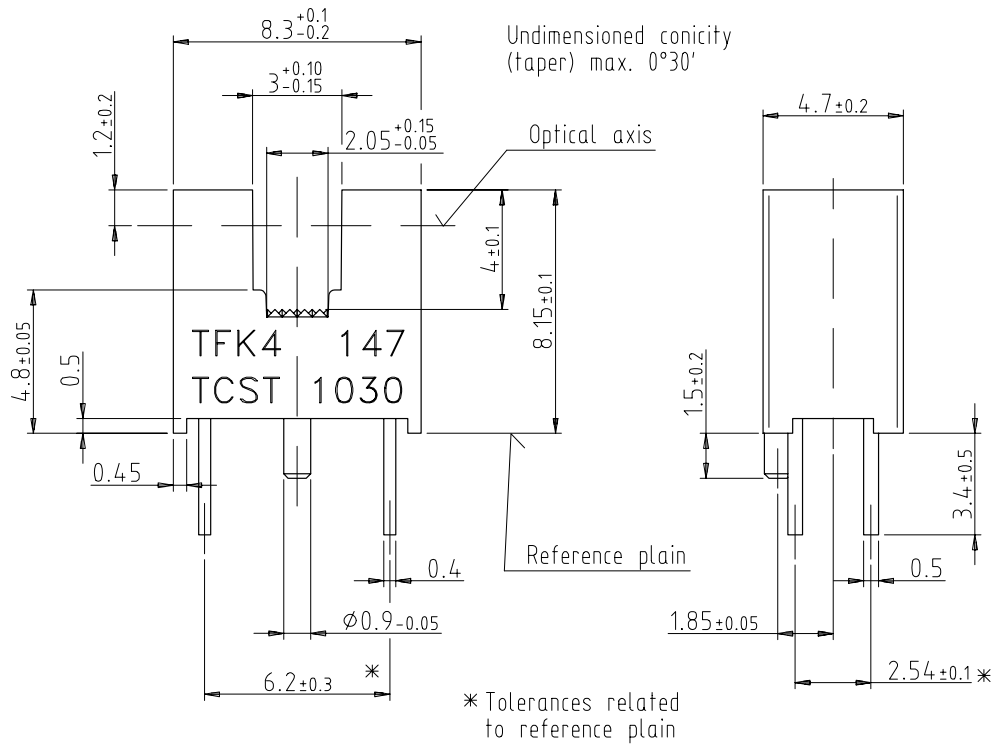 8.3 +0.1 -0.2
Undimensioned conicity
(taper) max. 0°30'
3 +0.10 -0.15
1.2±0.2
2.05 +0.15 -0.05
Optical axis
4.7±0.2
4±0.1
8.15±0.1
4.8±0.05
0.5
TFK4 147
TCST 1030
1.5±0.2
0.45
3.4±0.5
Reference plain
0.4
0.5
Ø0.9-0.05
1.85±0.05
6.2±0.3 *
2.54±0.1 *
* Tolerances related
to reference plain